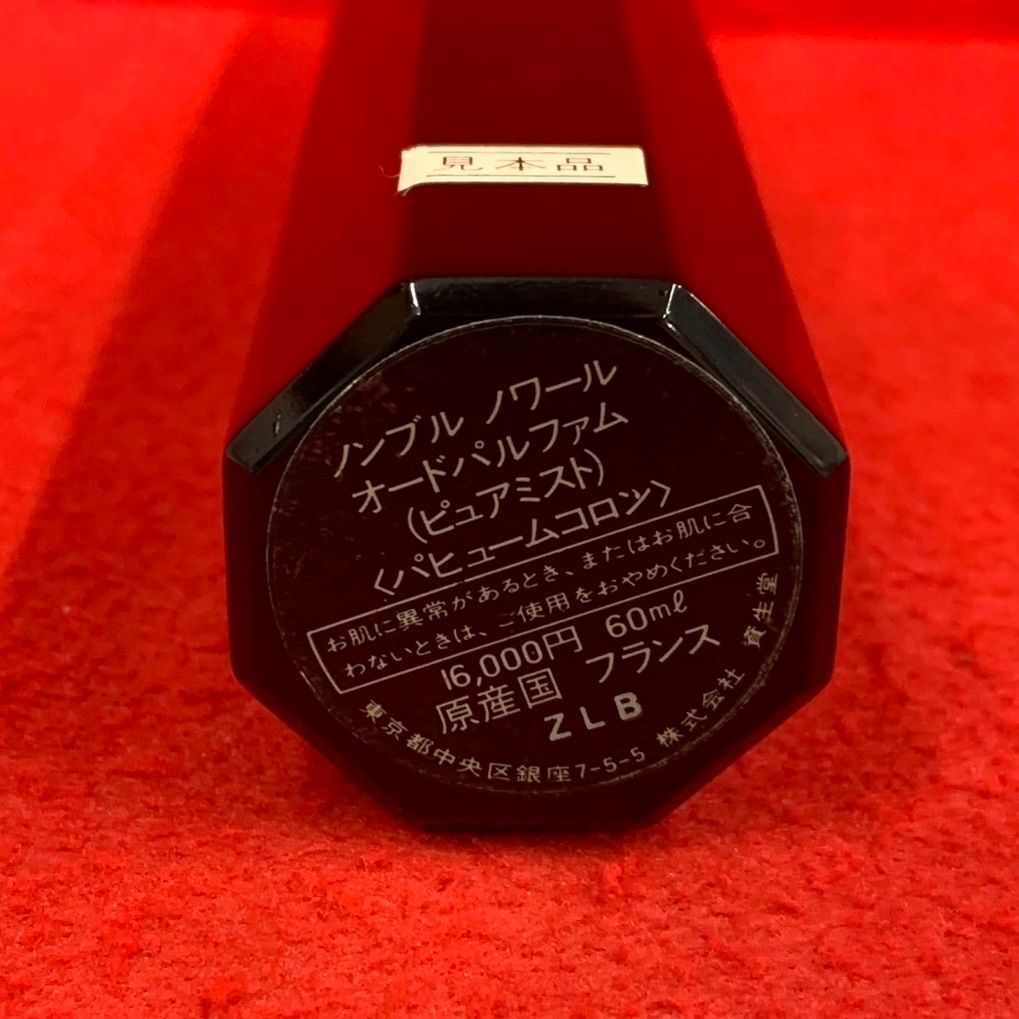 見本品
ノンブル ノワール
オードパルファム
(ピュアミスト)
〈パヒュームコロン〉
お肌に異常があるとき、またはお肌に合
わないときは、ご使用をおやめください。
16,000円 60mℓ
原産国 フランス
ZLB
東京都中央区銀座7-5-5 株式会社 資生堂